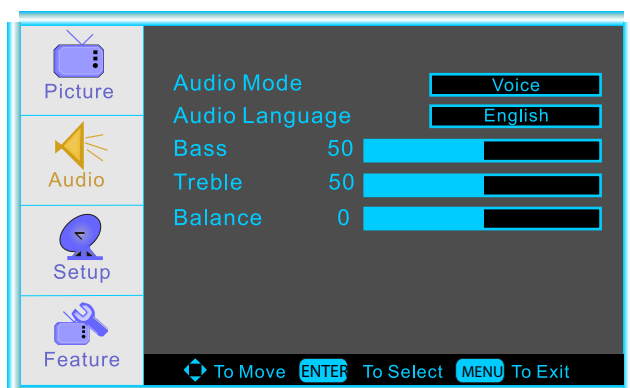 Picture
Audio
Setup
Feature
Audio Mode Voice
Audio Language English
Bass 50
Treble 50
Balance 0
To Move ENTER To Select MENU To Exit